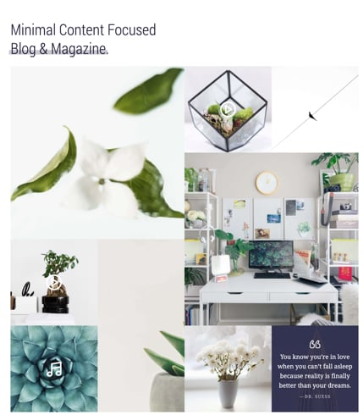 Minimal Content Focused
Blog & Magazine.
You know you're in love
when you can't fall asleep
because reality is finally
better than your dreams.
— DR. SUESS